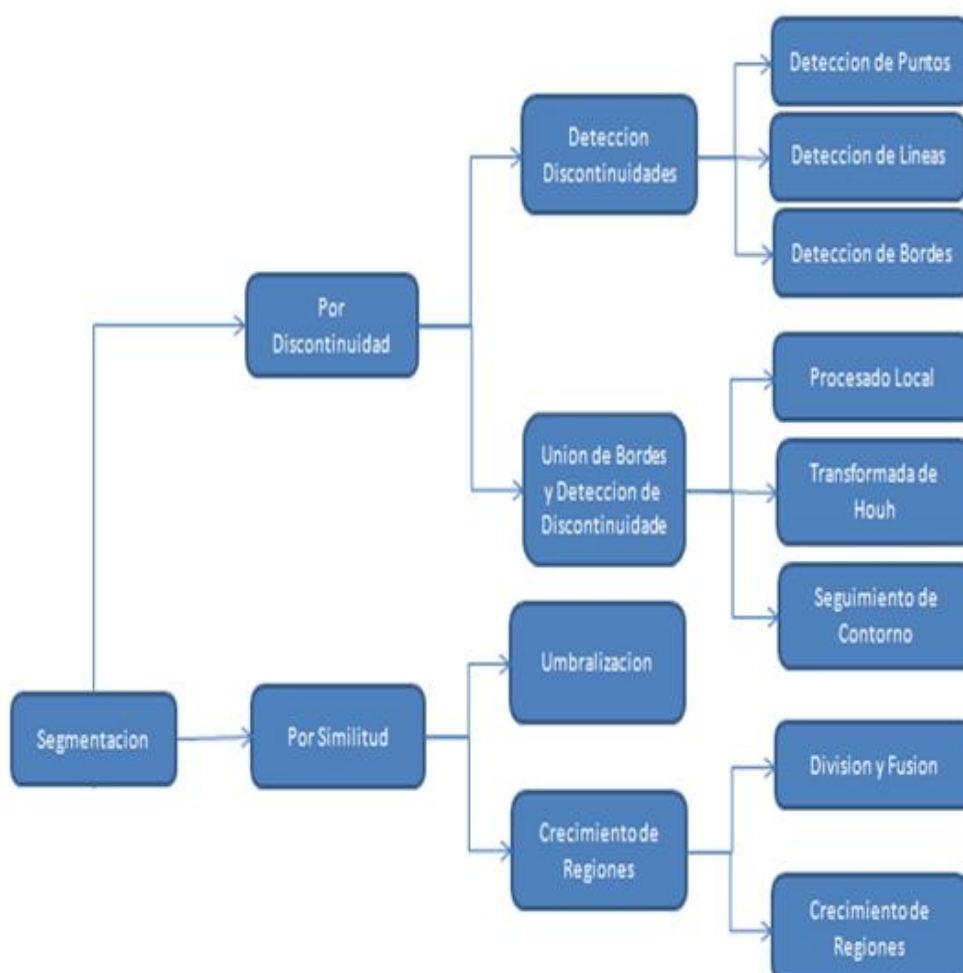 Deteccion de Puntos
Deteccion
Discontinuidades
Deteccion de Lineas
Deteccion de Bordes
Por
Discontinuidad
Procesado Local
Union de Bordes
y Deteccion de
Discontinuidade
Transformada de
Houh
Seguimiento de
Contorno
Umbralizacion
Segmentacion
Por Similitud
Division y Fusion
Crecimiento de
Regiones
Crecimiento de
Regiones